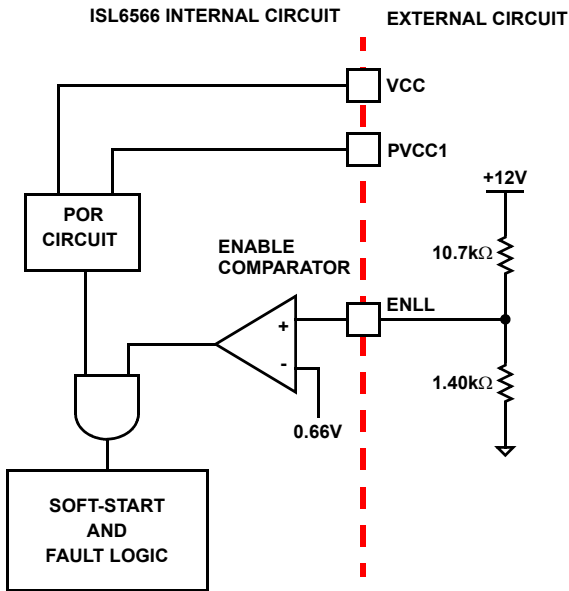 ISL6566 INTERNAL CIRCUIT
EXTERNAL CIRCUIT
VCC
PVCC1
+12V
POR
CIRCUIT
10.7kΩ
ENABLE
COMPARATOR
ENLL
+
-
1.40kΩ
0.66V
SOFT-START
AND
FAULT LOGIC